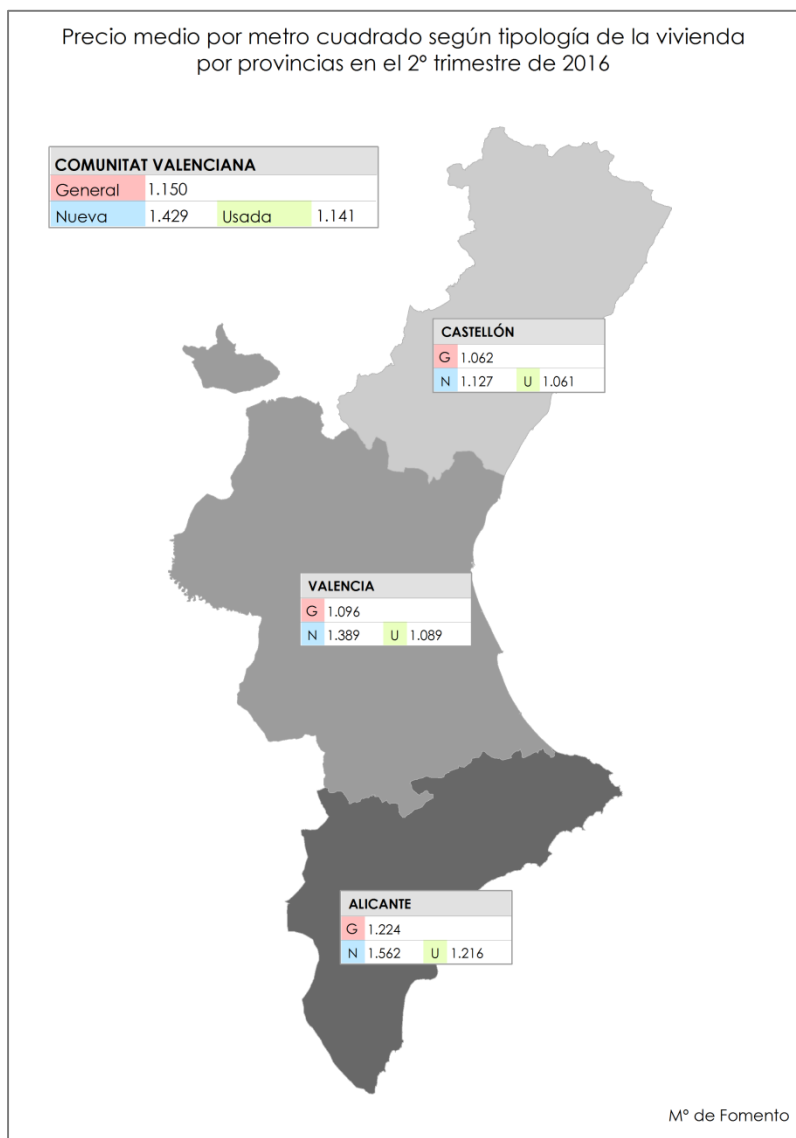 Precio medio por metro cuadrado según tipología de la vivienda
por provincias en el 2º trimestre de 2016
COMUNITAT VALENCIANA
General 1.150
Nueva 1.429 Usada 1.141
CASTELLÓN
G 1.062
N 1.127 U 1.061
VALENCIA
G 1.096
N 1.389 U 1.089
ALICANTE
G 1.224
N 1.562 U 1.216
Mº de Fomento